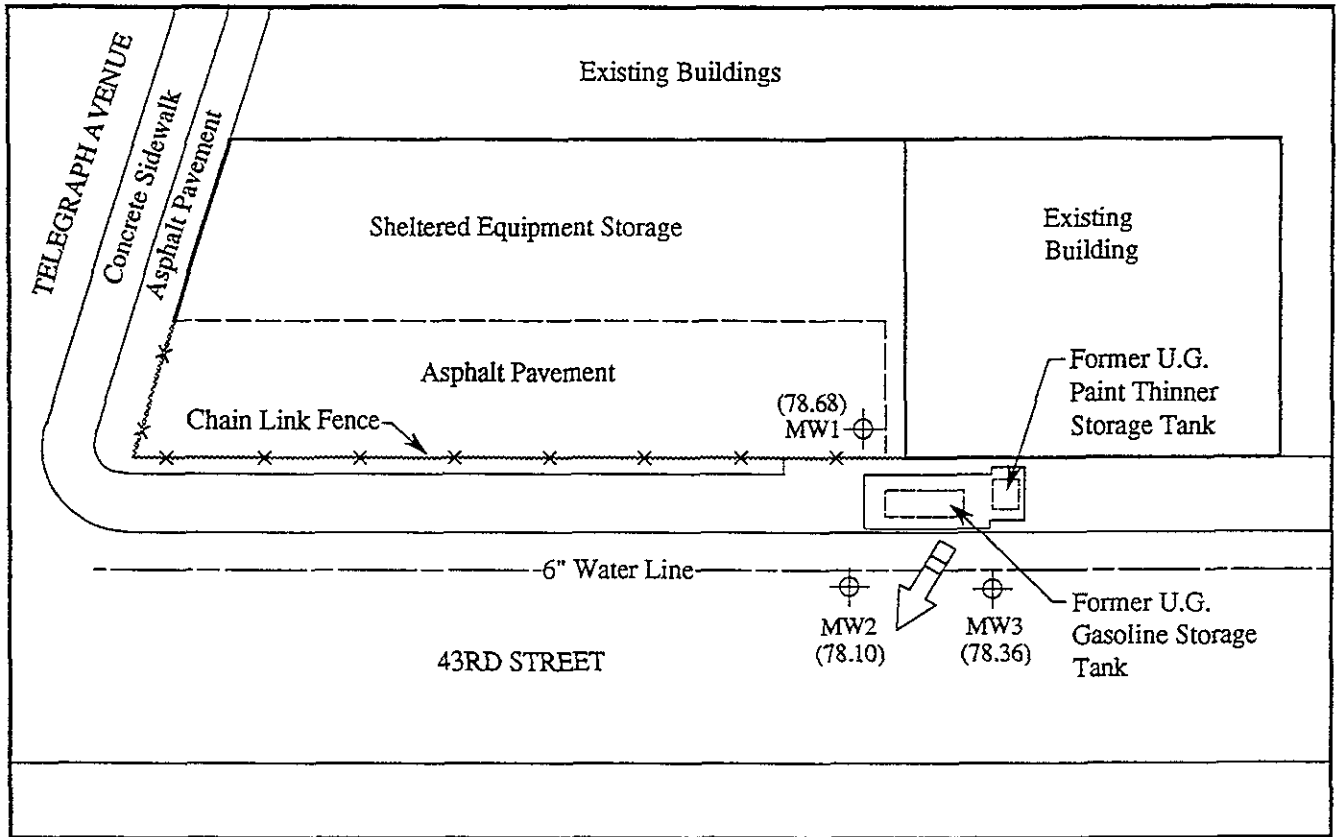 Existing Buildings
TELEGRAPH AVENUE
Concrete Sidewalk
Asphalt Pavement
Sheltered Equipment Storage
Existing
Building
Asphalt Pavement
Former U.G.
Paint Thinner
Storage Tank
(78.68)
MW1
Chain Link Fence
6" Water Line
MW2
(78.10)
MW3
(78.36)
Former U.G.
Gasoline Storage
Tank
43RD STREET